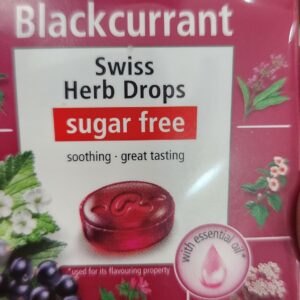 Blackcurrant
Swiss
Herb Drops
sugar free
soothing · great tasting
with essential oil*
*used for its flavouring property